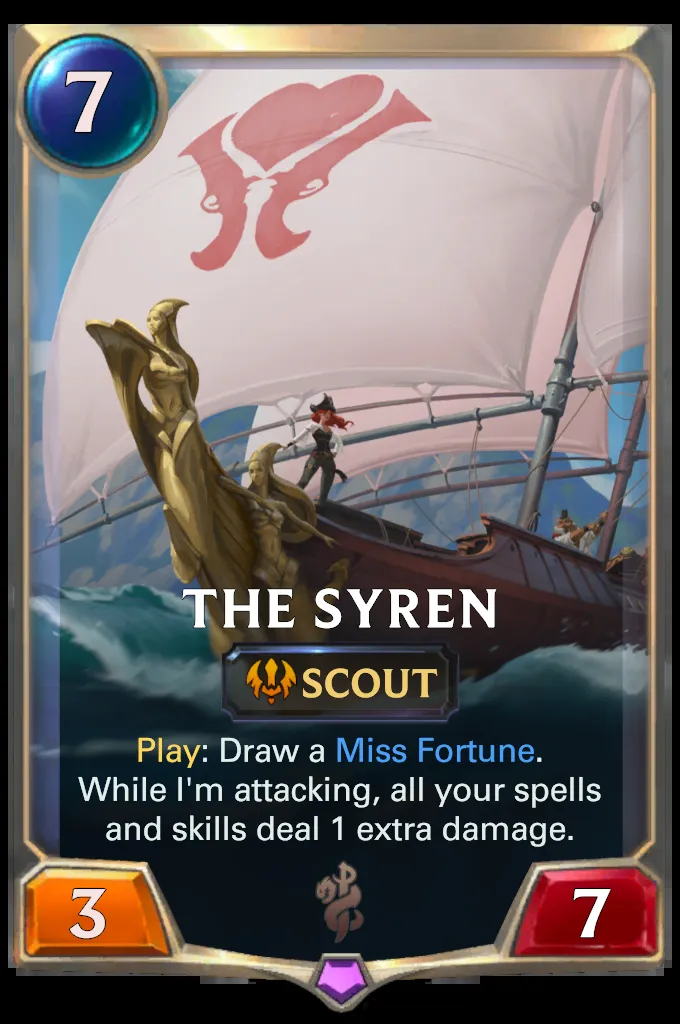 7
THE SYREN
SCOUT
Play: Draw a Miss Fortune.
While I'm attacking, all your spells
and skills deal 1 extra damage.
3
7